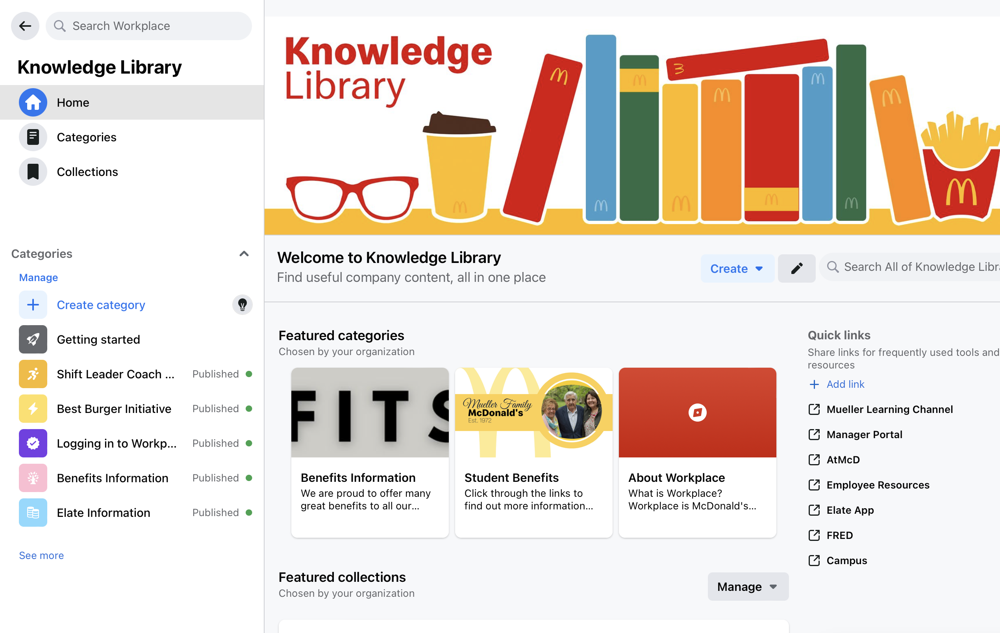 Search Workplace
Knowledge Library
Home
Categories
Collections
Categories
Manage
Create category
Getting started
Shift Leader Coach ... Published
Best Burger Initiative Published
Logging in to Workp... Published
Benefits Information Published
Elate Information Published
See more
Knowledge
Library
Welcome to Knowledge Library
Find useful company content, all in one place
Create
Search All of Knowledge Libr
Featured categories
Chosen by your organization
FITS
Benefits Information
We are proud to offer many
great benefits to all our...
Mueller Family
McDonald's
Est. 1972
Student Benefits
Click through the links to
find out more information...
About Workplace
What is Workplace?
Workplace is McDonald's...
Featured collections
Chosen by your organization
Manage
Quick links
Share links for frequently used tools and
resources
Add link
Mueller Learning Channel
Manager Portal
AtMcD
Employee Resources
Elate App
FRED
Campus